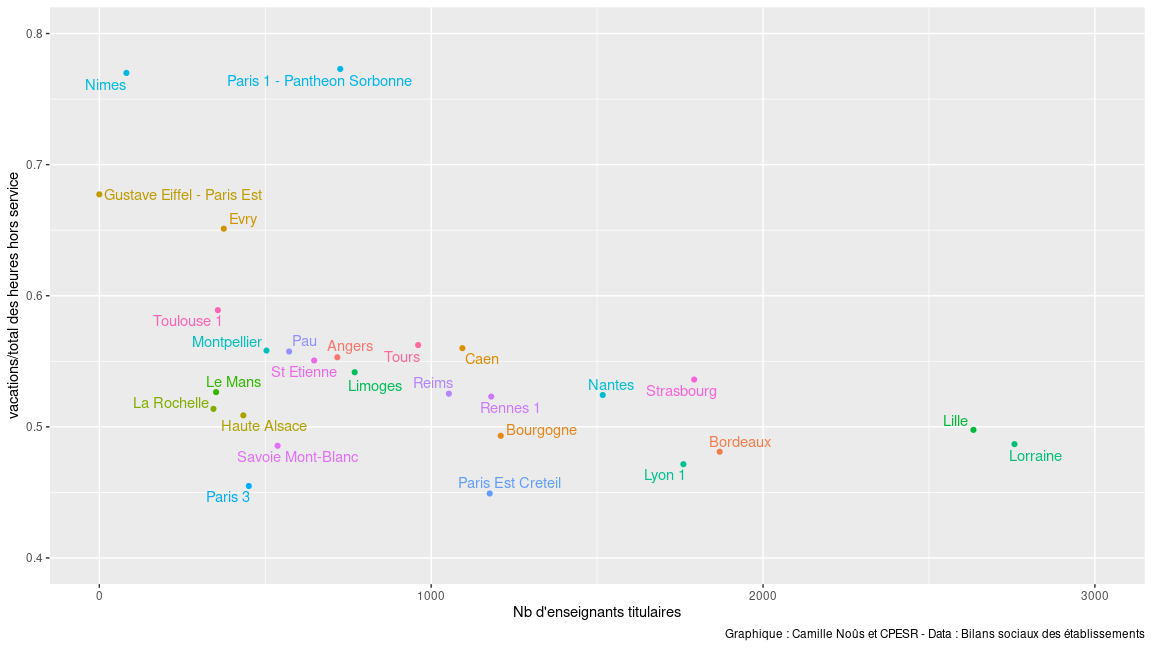 0.8
Nimes
Paris 1 - Pantheon Sorbonne
0.7
Gustave Eiffel - Paris Est
Evry
vacations/total des heures hors service
0.6
Toulouse 1
Montpellier
Pau
Angers
Tours
Caen
St Etienne
Le Mans
Limoges
Reims
Nantes
Strasbourg
La Rochelle
Rennes 1
Haute Alsace
0.5
Bourgogne
Lille
Bordeaux
Lorraine
Savoie Mont-Blanc
Lyon 1
Paris 3
Paris Est Creteil
0.4
0
1000
2000
3000
Nb d'enseignants titulaires
Graphique : Camille Noûs et CPESR - Data : Bilans sociaux des établissements